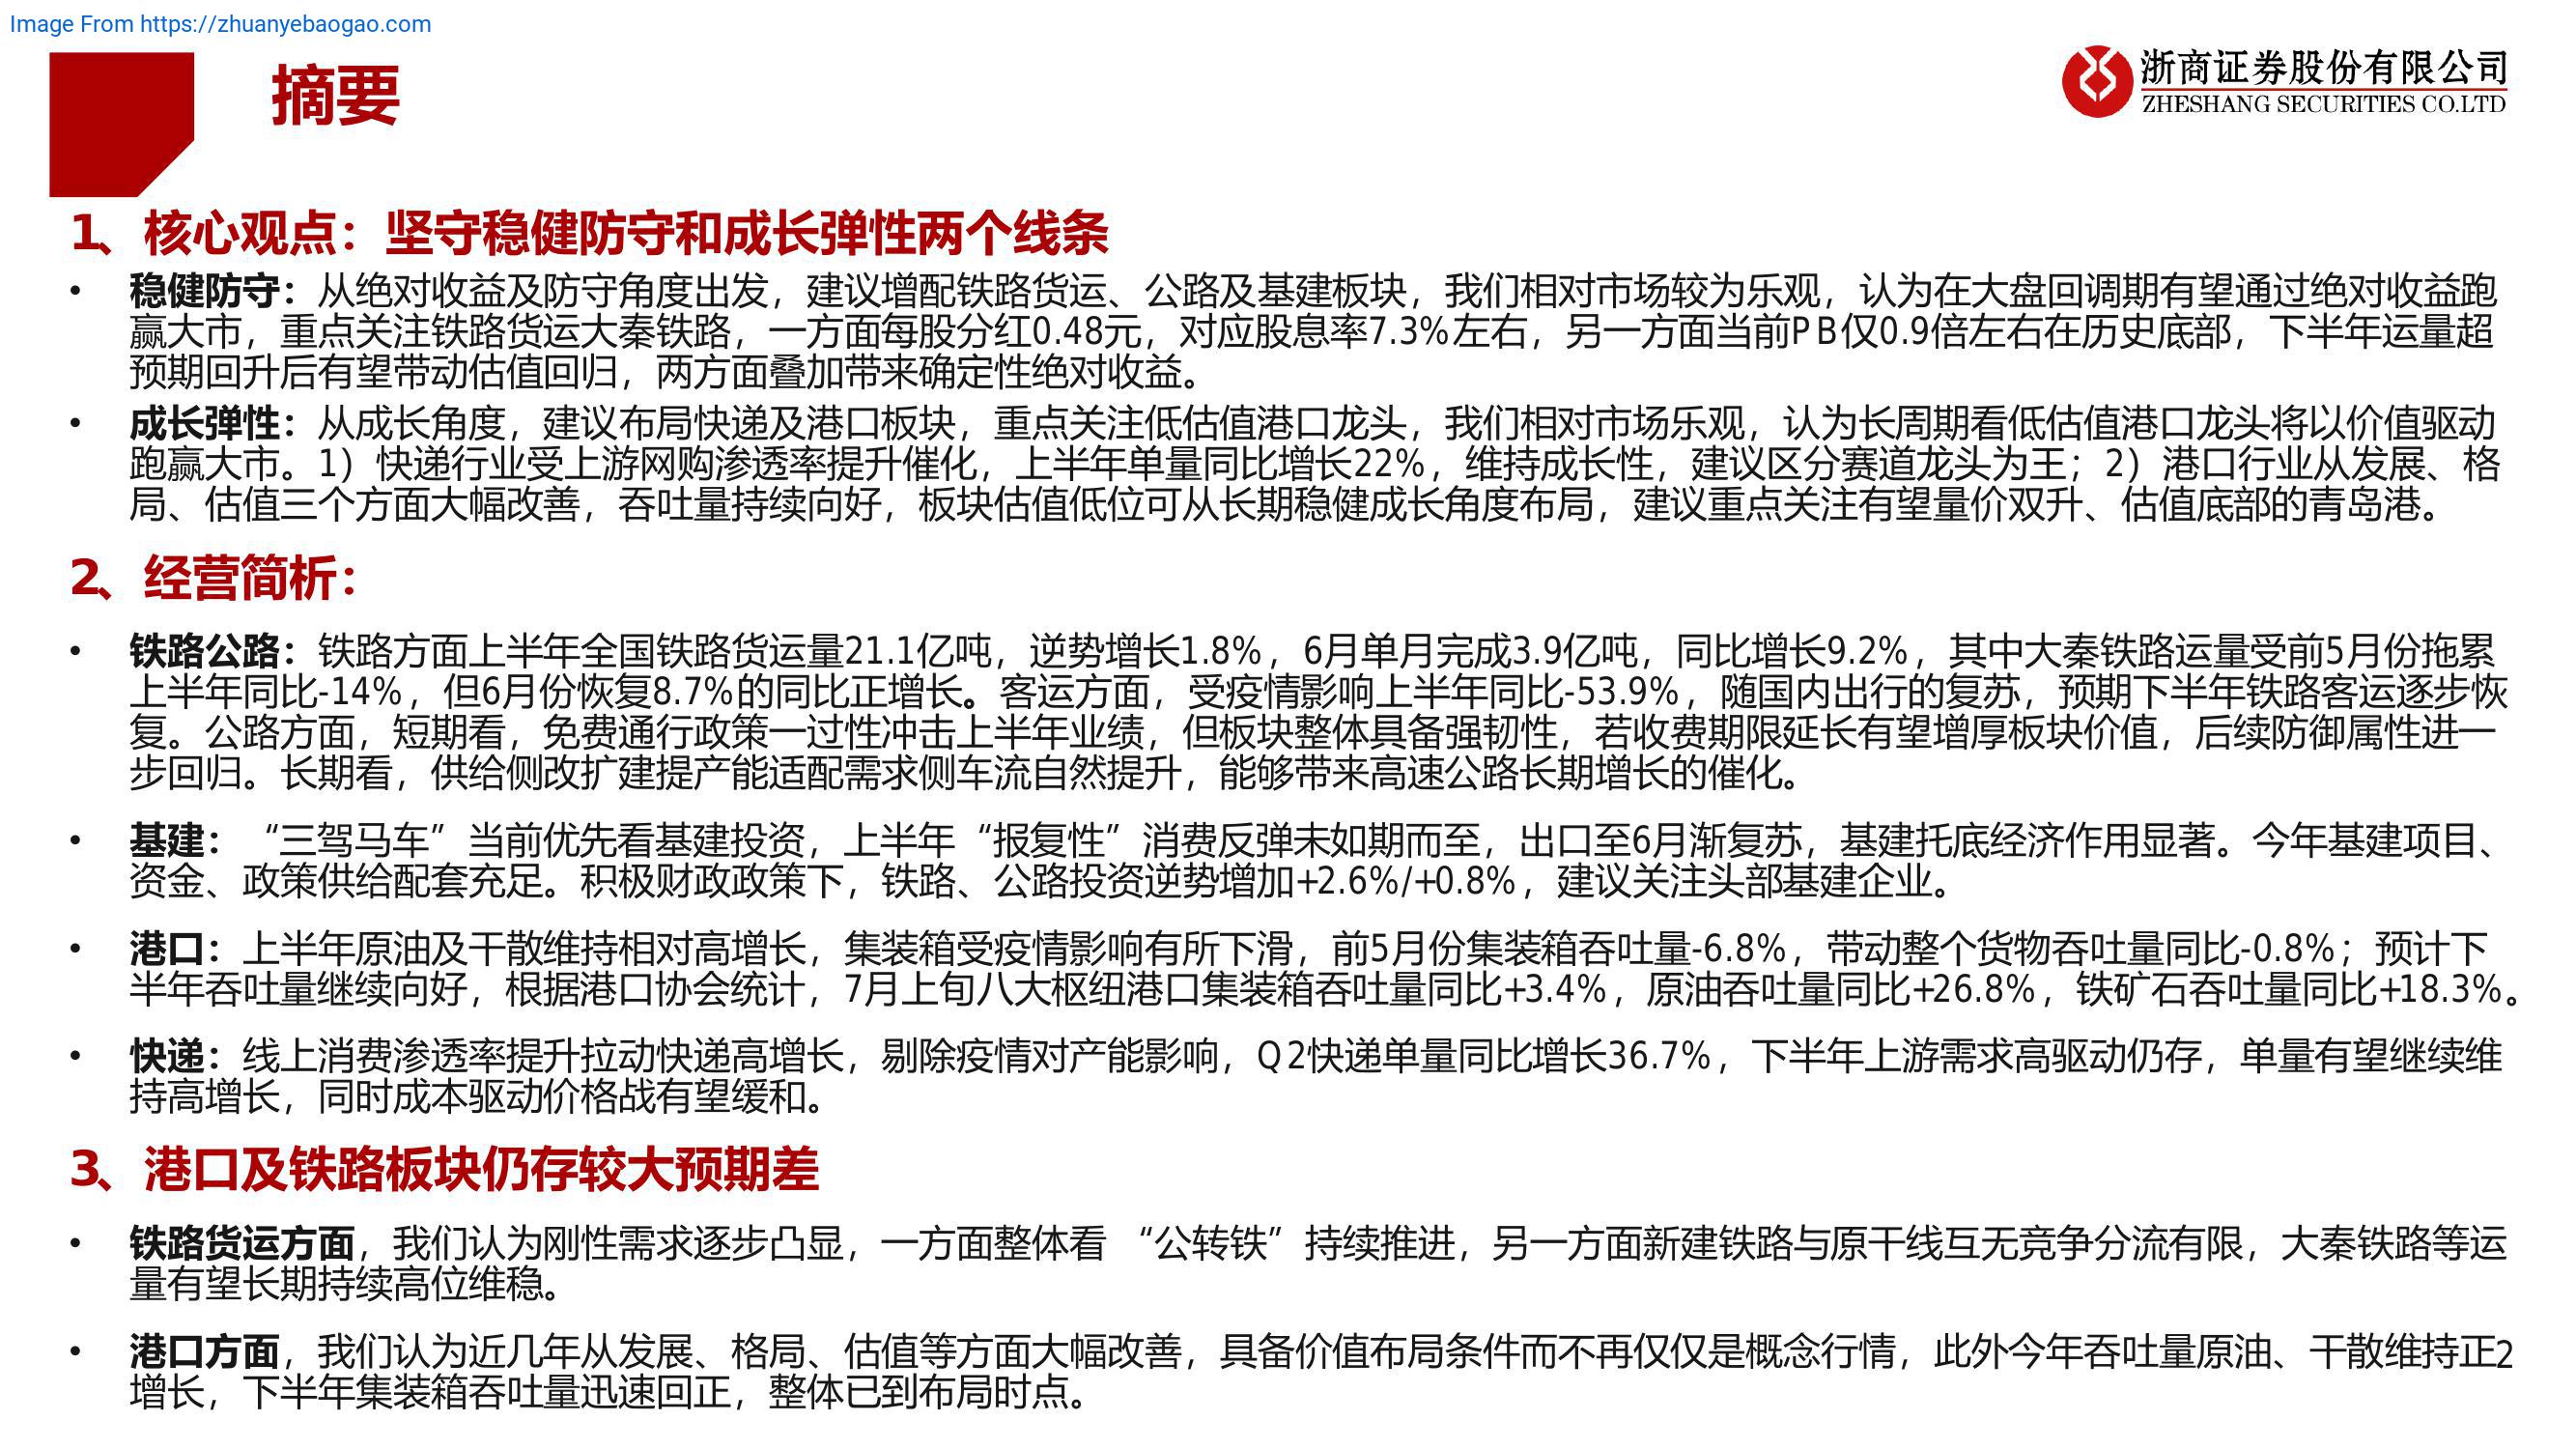 Image From https://zhuanyebaogao.com
摘要
浙商证券股份有限公司
ZHESHANG SECURITIES CO.LTD
1、核心观点：坚守稳健防守和成长弹性两个线条
• 稳健防守：从绝对收益及防守角度出发，建议增配铁路货运、公路及基建板块，我们相对市场较为乐观，认为在大盘回调期有望通过绝对收益跑
赢大市，重点关注铁路货运大秦铁路，一方面每股分红0.48元，对应股息率7.3%左右，另一方面当前PB仅0.9倍左右在历史底部，下半年运量超
预期回升后有望带动估值回归，两方面叠加带来确定性绝对收益。
• 成长弹性：从成长角度，建议布局快递及港口板块，重点关注低估值港口龙头，我们相对市场乐观，认为长周期看低估值港口龙头将以价值驱动
跑赢大市。1）快递行业受上游网购渗透率提升催化，上半年单量同比增长22%，维持成长性，建议区分赛道龙头为王；2）港口行业从发展、格
局、估值三个方面大幅改善，吞吐量持续向好，板块估值低位可从长期稳健成长角度布局，建议重点关注有望量价双升、估值底部的青岛港。
2、经营简析：
• 铁路公路：铁路方面上半年全国铁路货运量21.1亿吨，逆势增长1.8%，6月单月完成3.9亿吨，同比增长9.2%，其中大秦铁路运量受前5月份拖累
上半年同比-14%，但6月份恢复8.7%的同比正增长。客运方面，受疫情影响上半年同比-53.9%，随国内出行的复苏，预期下半年铁路客运逐步恢
复。公路方面，短期看，免费通行政策一过性冲击上半年业绩，但板块整体具备强韧性，若收费期限延长有望增厚板块价值，后续防御属性进一
步回归。长期看，供给侧改扩建提产能适配需求侧车流自然提升，能够带来高速公路长期增长的催化。
• 基建：“三驾马车”当前优先看基建投资，上半年“报复性”消费反弹未如期而至，出口至6月渐复苏，基建托底经济作用显著。今年基建项目、
资金、政策供给配套充足。积极财政政策下，铁路、公路投资逆势增加+2.6%/+0.8%，建议关注头部基建企业。
• 港口：上半年原油及干散维持相对高增长，集装箱受疫情影响有所下滑，前5月份集装箱吞吐量-6.8%，带动整个货物吞吐量同比-0.8%；预计下
半年吞吐量继续向好，根据港口协会统计，7月上旬八大枢纽港口集装箱吞吐量同比+3.4%，原油吞吐量同比+26.8%，铁矿石吞吐量同比+18.3%。
• 快递：线上消费渗透率提升拉动快递高增长，剔除疫情对产能影响，Q2快递单量同比增长36.7%，下半年上游需求高驱动仍存，单量有望继续维
持高增长，同时成本驱动价格战有望缓和。
3、港口及铁路板块仍存较大预期差
• 铁路货运方面，我们认为刚性需求逐步凸显，一方面整体看 “公转铁”持续推进，另一方面新建铁路与原干线互无竞争分流有限，大秦铁路等运
量有望长期持续高位维稳。
• 港口方面，我们认为近几年从发展、格局、估值等方面大幅改善，具备价值布局条件而不再仅仅是概念行情，此外今年吞吐量原油、干散维持正2
增长，下半年集装箱吞吐量迅速回正，整体已到布局时点。